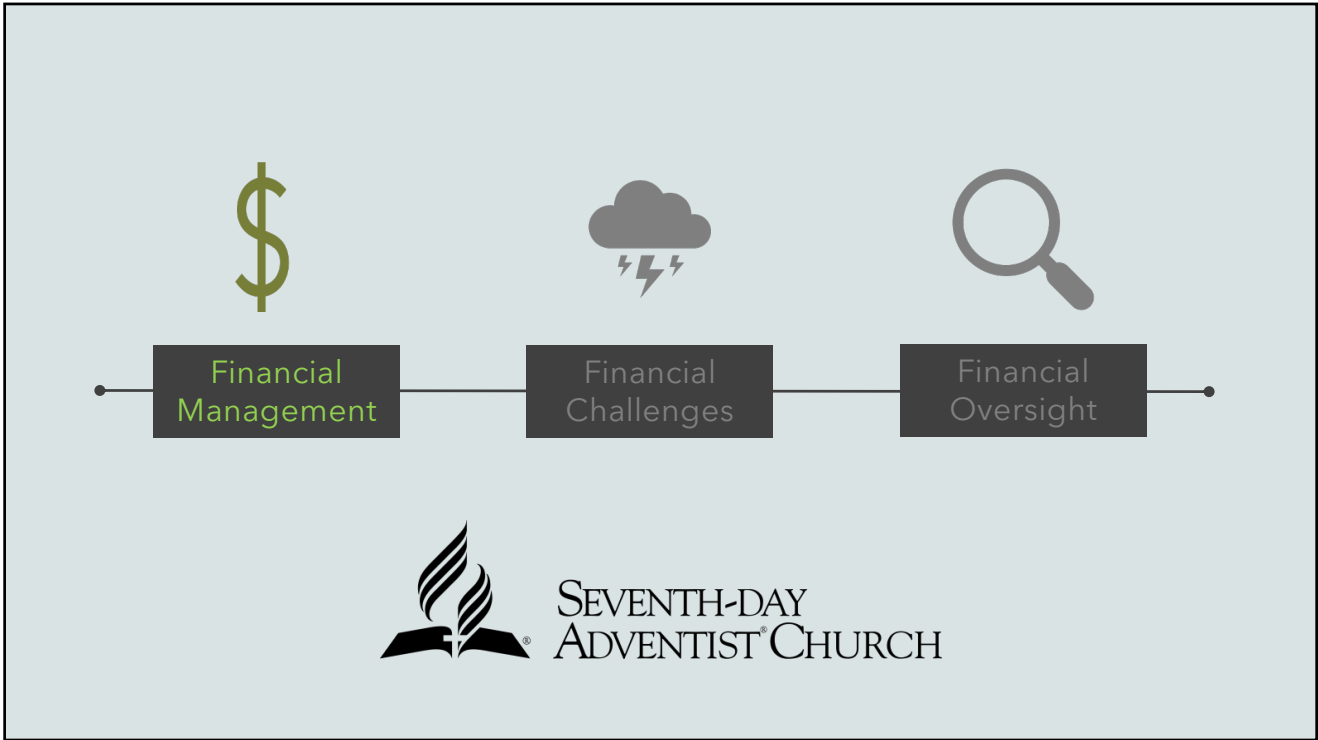 $
Financial
Management
Financial
Challenges
Financial
Oversight
SEVENTH-DAY
ADVENTIST® CHURCH
®